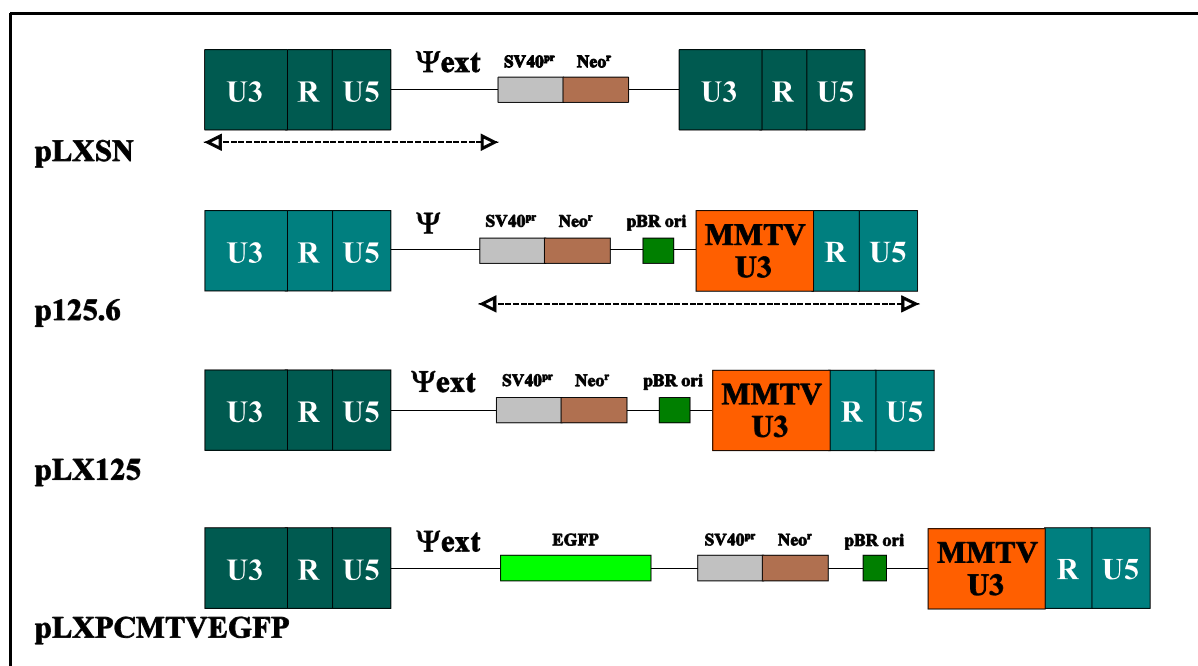 Ψext SV40pr Neor
U3 R U5 U3 R U5
pLXSN
Ψ SV40pr Neor pBR ori
U3 R U5 MMTV U3 R U5
p125.6
Ψext SV40pr Neor pBR ori
U3 R U5 MMTV U3 R U5
pLX125
Ψext EGFP SV40pr Neor pBR ori
U3 R U5 MMTV U3 R U5
pLXPCMTVEGFP